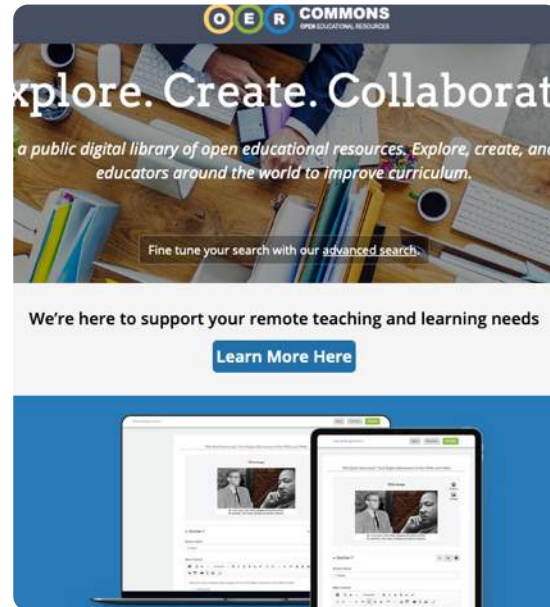 O E R COMMONS
OPEN EDUCATIONAL RESOURCES
xplore. Create. Collaborat
a public digital library of open educational resources. Explore, create, and
educators around the world to improve curriculum.
Fine tune your search with our advanced search.
We're here to support your remote teaching and learning needs
Learn More Here